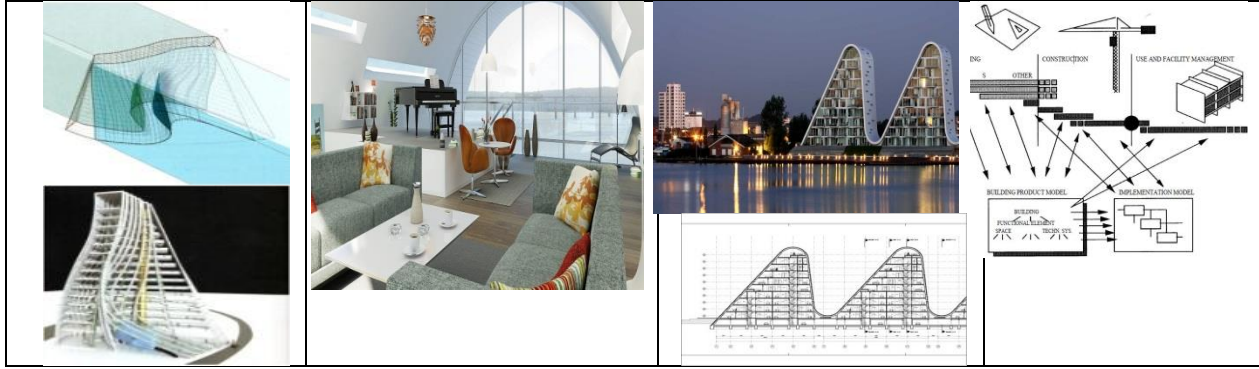 ING
CONSTRUCTION
USE AND FACILITY MANAGEMENT
S OTHER
BUILDING PRODUCT MODEL
IMPLEMENTATION MODEL
BUILDING
FUNCTIONAL ELEMENT
SPACE TECHN SYS.